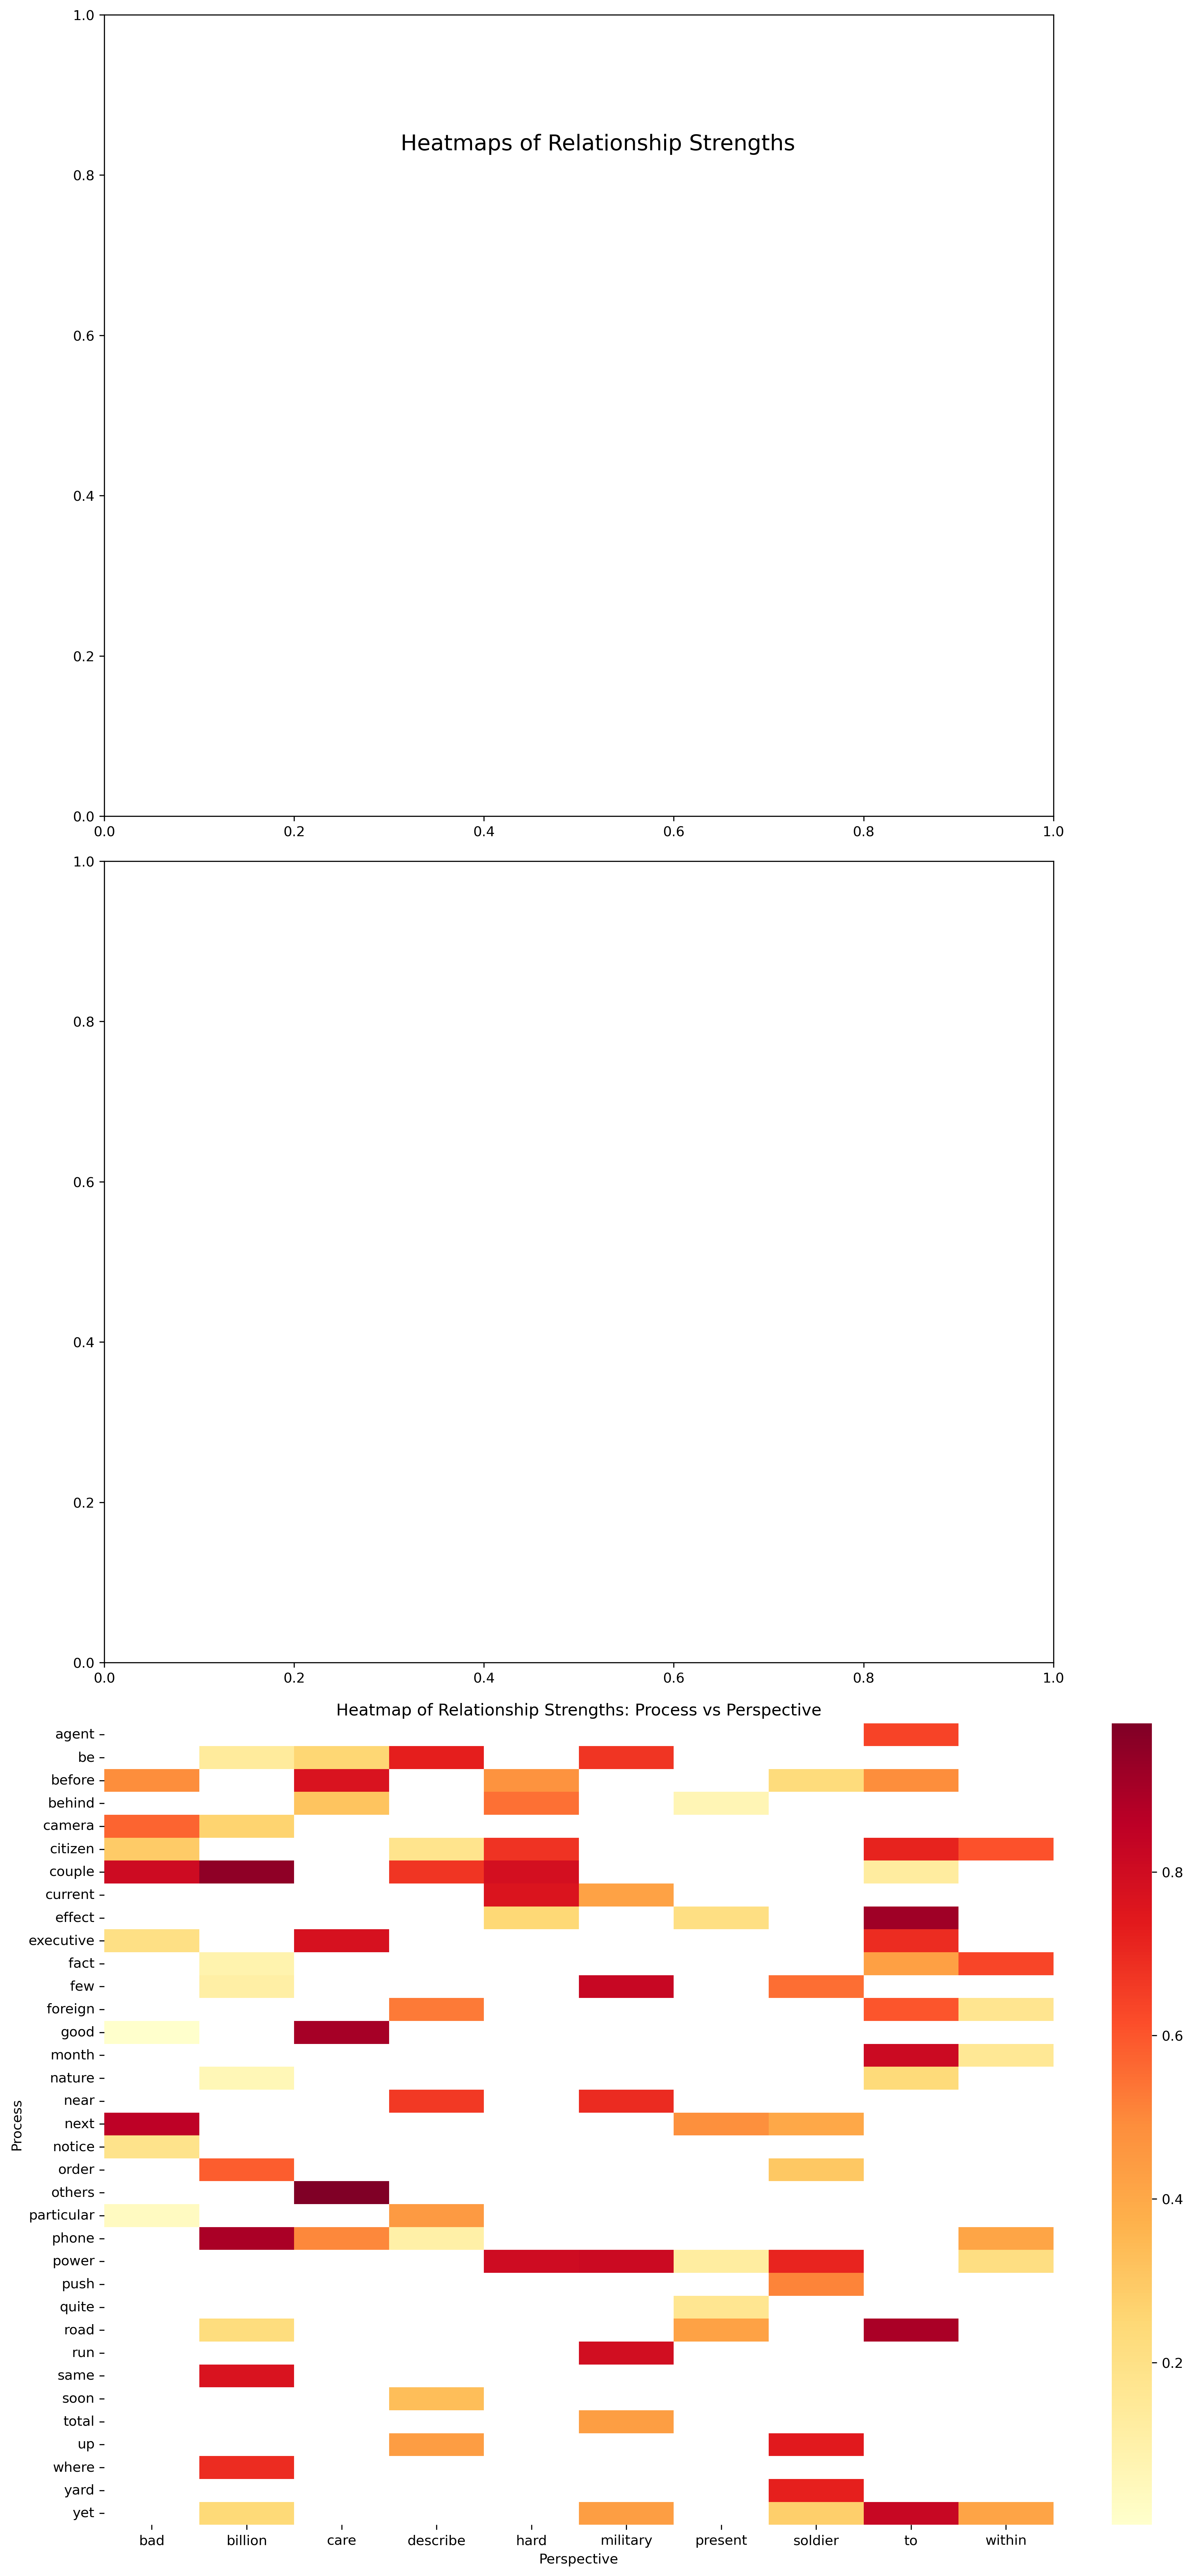 1.0
Heatmaps of Relationship Strengths
0.8
0.6
0.4
0.2
0.0
0.0 0.2 0.4 0.6 0.8 1.0
1.0
0.8
0.6
0.4
0.2
0.0
0.0 0.2 0.4 0.6 0.8 1.0
Heatmap of Relationship Strengths: Process vs Perspective
Process
agent
be
before
behind
camera
citizen
couple
current
effect
executive
fact
few
foreign
good
month
nature
near
next
notice
order
others
particular
phone
power
push
quite
road
run
same
soon
total
up
where
yard
yet
bad billion care describe hard military present soldier to within
Perspective
0.8
0.6
0.4
0.2